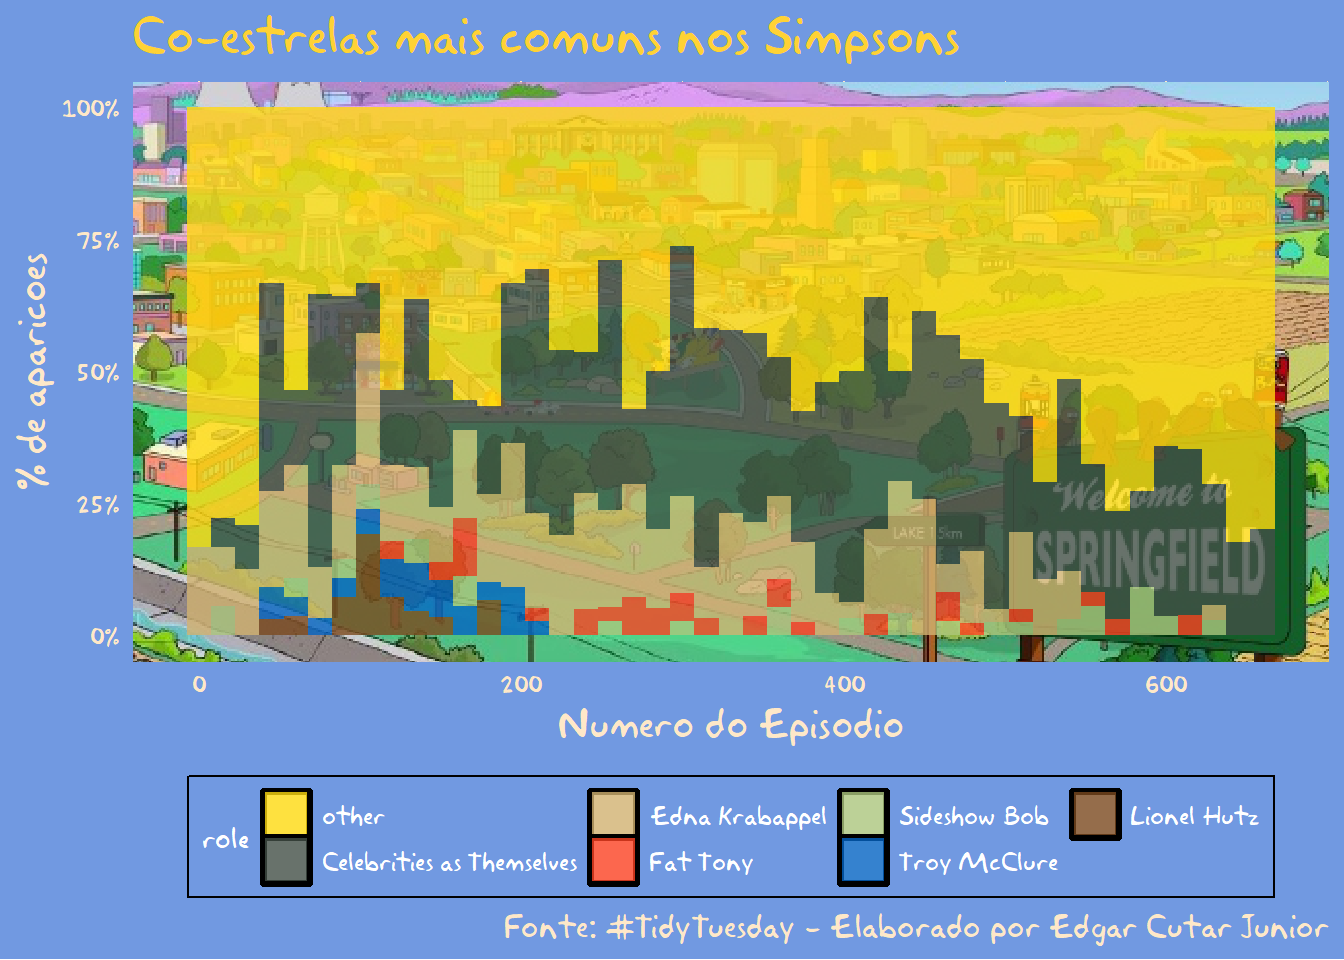 Co-estrelas mais comuns nos Simpsons
% de aparicoes
100%
75%
50%
25%
0%
Welcome to
LAKE 15km
SPRINGFIELD
0 200 400 600
Numero do Episodio
role
other
Edna Krabappel
Sideshow Bob
Lionel Hutz
Celebrities as Themselves
Fat Tony
Troy McClure
Fonte: #TidyTuesday - Elaborado por Edgar Cutar Junior